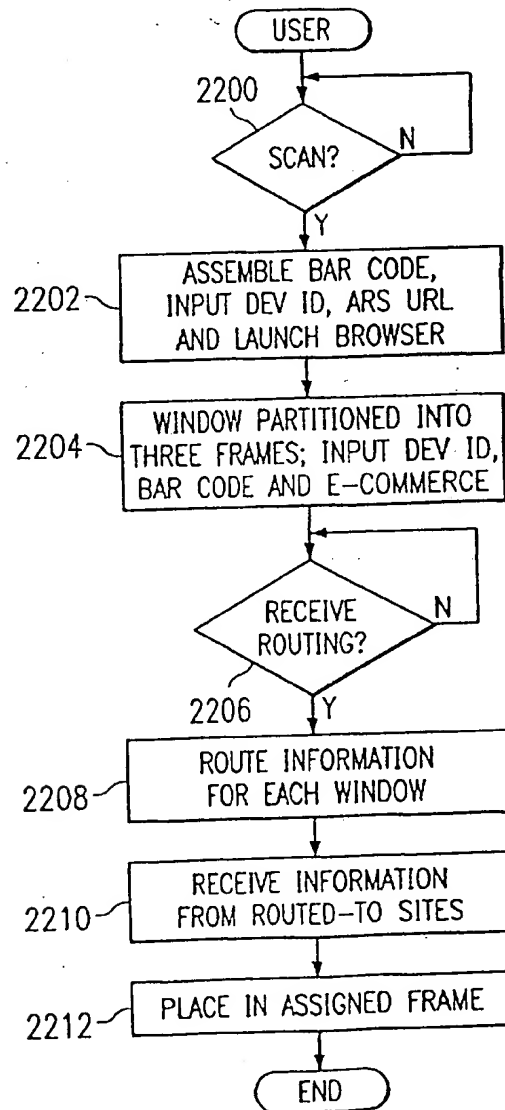 USER
2200
SCAN?
N
Y
2202
ASSEMBLE BAR CODE,
INPUT DEV ID, ARS URL
AND LAUNCH BROWSER
2204
WINDOW PARTITIONED INTO
THREE FRAMES; INPUT DEV ID,
BAR CODE AND E-COMMERCE
RECEIVE
ROUTING?
N
2206
Y
2208
ROUTE INFORMATION
FOR EACH WINDOW
2210
RECEIVE INFORMATION
FROM ROUTED-TO SITES
2212
PLACE IN ASSIGNED FRAME
END